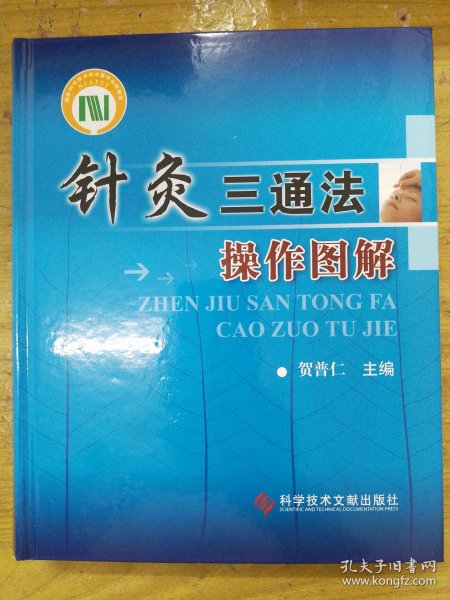 NFAPST
针灸三通法
操作图解
ZHEN JIU SAN TONG FA
CAO ZUO TU JIE
贺普仁 主编
科学技术文献出版社
SCIENTIFIC AND TECHNICAL DOCUMENTATION PRESS
孔夫子旧书网
www.kongfz.com